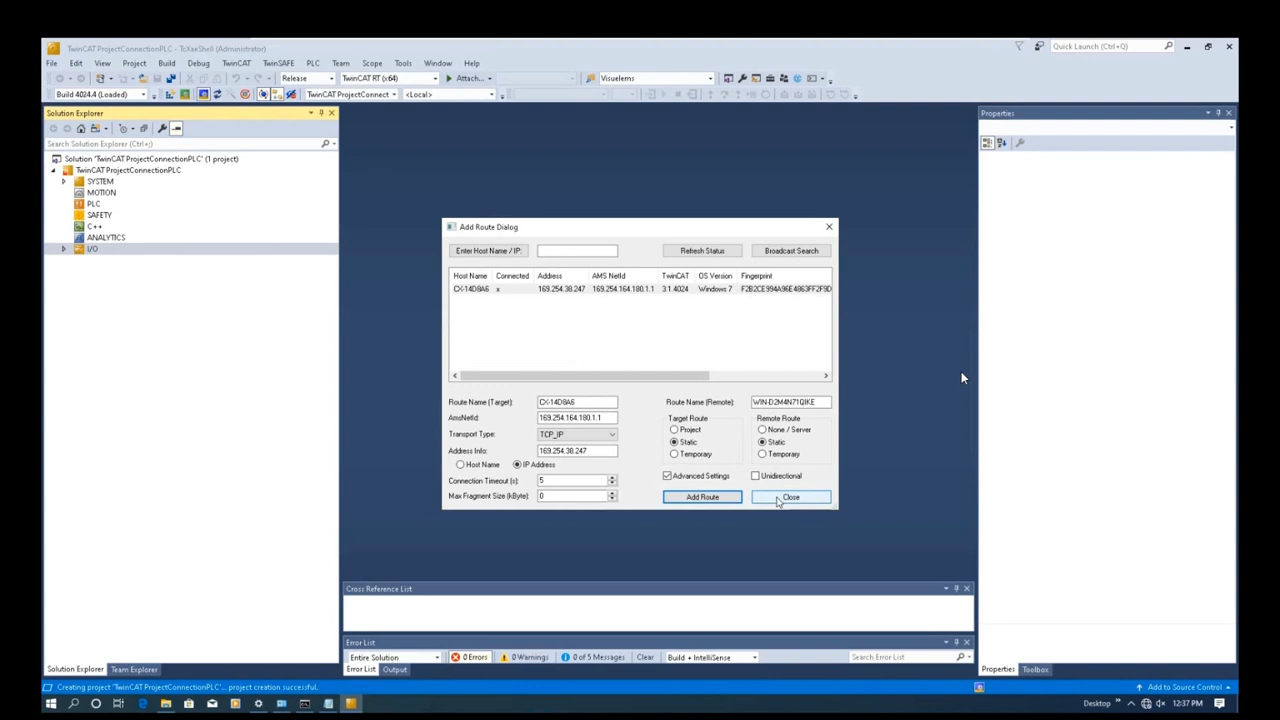 TwinCAT ProjectConnectionPLC - TcXaeShell (Administrator)
Quick Launch (Ctrl+Q)
File Edit View Project Build Debug TwinCAT TwinSAFE PLC Scope Tools Window Help
Release TwinCAT RT (x64) Attach... Visuelems
Build 4024.4 (Loaded) TwinCAT ProjectConnect <Local>
Solution Explorer
Search Solution Explorer (Ctrl+;)
Solution 'TwinCAT ProjectConnectionPLC' (1 project)
TwinCAT ProjectConnectionPLC
SYSTEM
MOTION
PLC
SAFETY
C++
ANALYTICS
I/O
Solution Explorer Team Explorer
Add Route Dialog
Enter Host Name / IP: Refresh Status Broadcast Search
Host Name Connected Address AMS NetId TwinCAT OS Version Fingerprint
CX-14D8A6 x 169.254.38.247 169.254.164.180.1.1 3.1.4024 Windows 7 F2B2CE994A96E4863FF2F9D
Route Name (Target): CX-14D8A6
AmsNetId: 169.254.164.180.1.1
Transport Type: TCP_IP
Address Info: 169.254.38.247
Host Name IP Address
Connection Timeout (s): 5
Max Fragment Size (kByte): 0
Route Name (Remote): WIN-D2M4N71QIKE
Target Route
Project
Static
Temporary
Remote Route
None / Server
Static
Temporary
Advanced Settings Unidirectional
Add Route Close
Cross Reference List
Error List
Entire Solution 0 Errors 0 Warnings 0 of 5 Messages Clear Build + IntelliSense Search Error List
Error List Output
Properties
Properties Toolbox
Creating project 'TwinCAT ProjectConnectionPLC'... project creation successful.
Add to Source Control
Desktop 12:37 PM